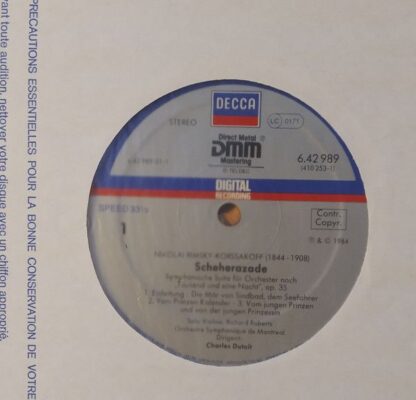 PRECAUTIONS ESSENTIELLES POUR LA BONNE CONSERVATION DE VOTRE
avant toute audition, nettoyer votre disque avec un chiffon approprié.
DECCA
STEREO
LC 0171
Direct Metal
DMM
Mastering
6.42 989
(410 253-1)
DIGITAL
RECORDING
SPEED 33⅓
Contr.
Copyr.
1
℗ & © 1984
NIKOLAI RIMSKY-KORSSAKOFF (1844-1908)
Scheherazade
Symphonische Suite für Orchester nach
"Tausend und eine Nacht", op. 35
1. Einleitung: Die Mär von Sindbad, dem Seefahrer
2. Vom Prinzen Kalender - 3. Vom jungen Prinzen
und von der jungen Prinzessin
Solo Violine: Richard Roberts
Orchestre Symphonique de Montreal
Dirigent:
Charles Dutoit